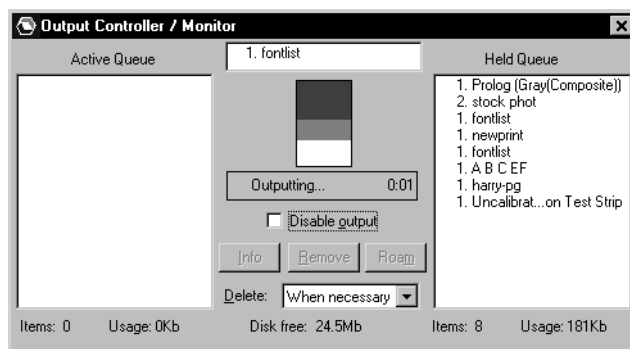 Output Controller / Monitor
Active Queue
1. fontlist
Held Queue
1. Prolog (Gray(Composite))
2. stock phot
1. fontlist
1. newprint
1. fontlist
1. A B C EF
1. harry-pg
1. Uncalibrat...on Test Strip
Outputting... 0:01
Disable output
Info Remove Roam
Delete: When necessary
Items: 0 Usage: 0Kb Disk free: 24.5Mb Items: 8 Usage: 181Kb